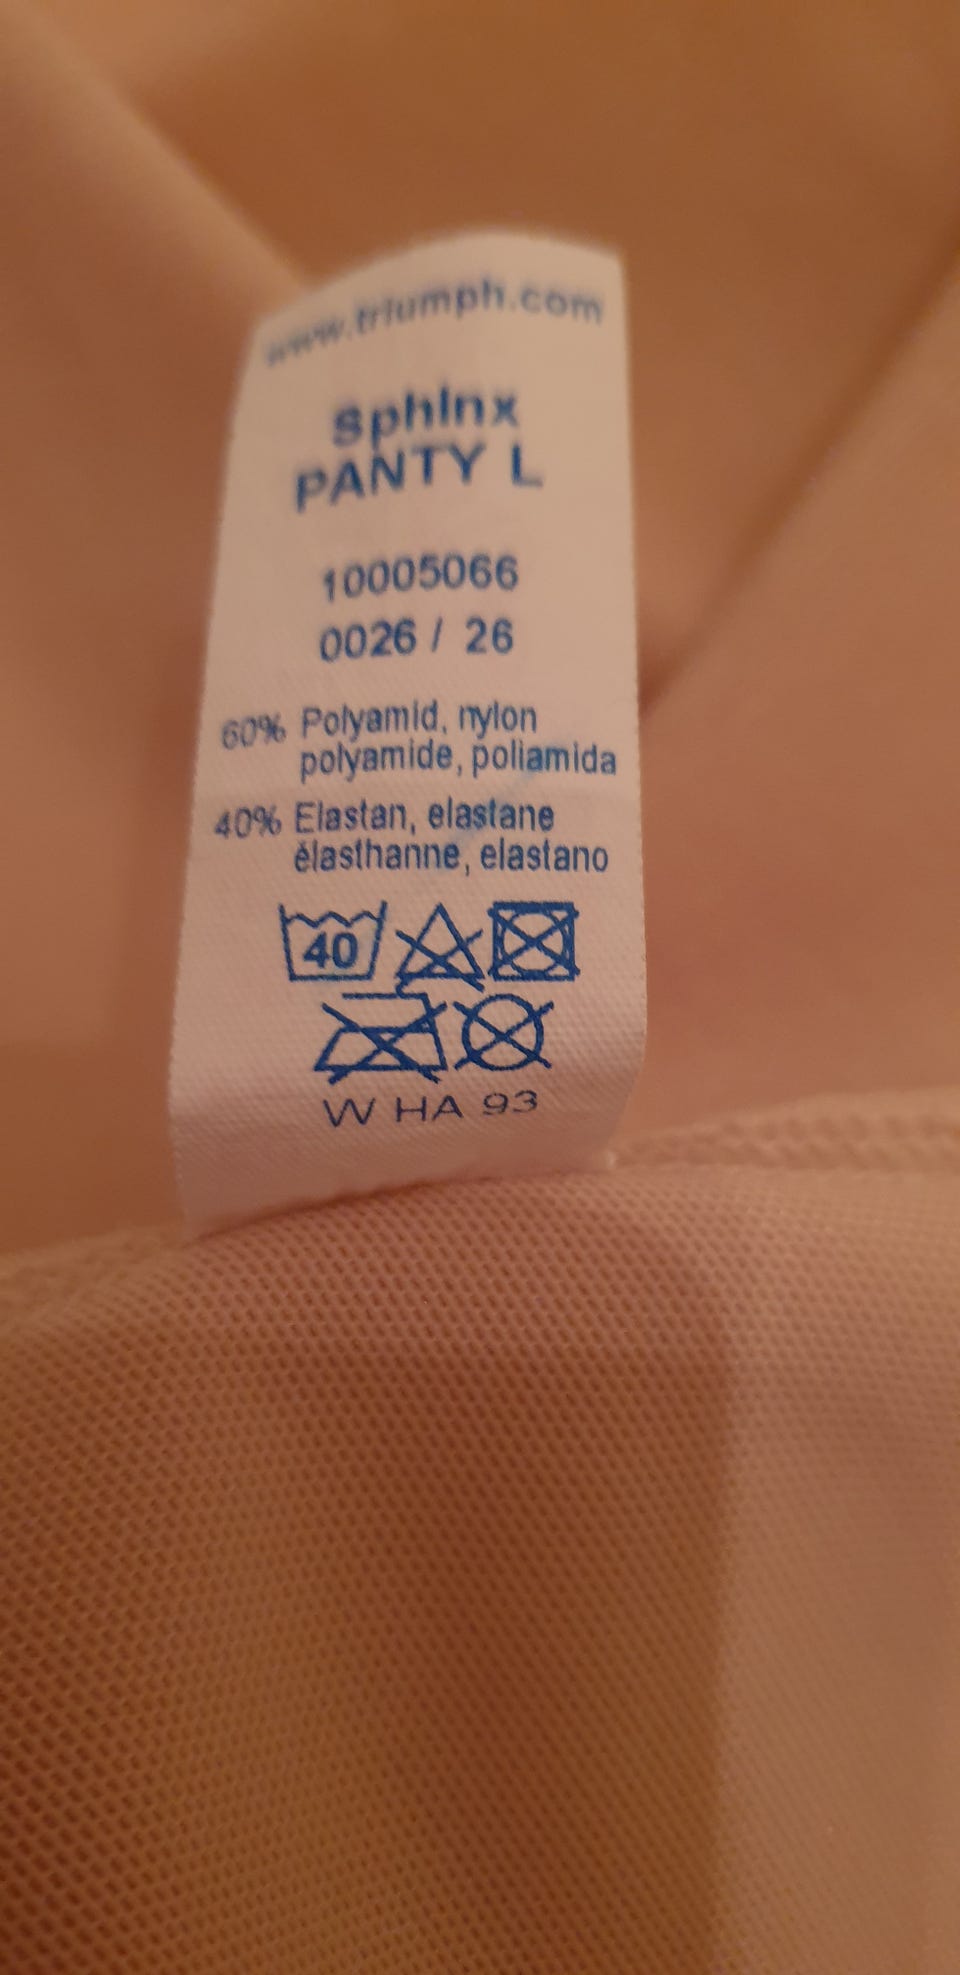 www.triumph.com
Sphinx
PANTY L
10005066
0026 / 26
60% Polyamid, nylon
polyamide, poliamida
40% Elastan, elastane
élasthanne, elastano
40
W HA 93